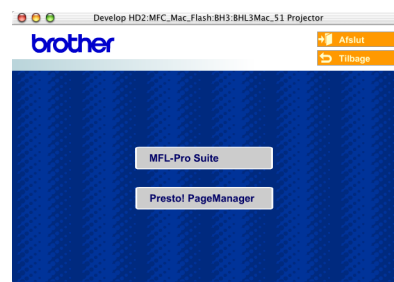 Develop HD2:MFC_Mac_Flash:BH3:BHL3Mac_51 Projector
brother
Afslut
Tilbage
MFL-Pro Suite
Presto! PageManager